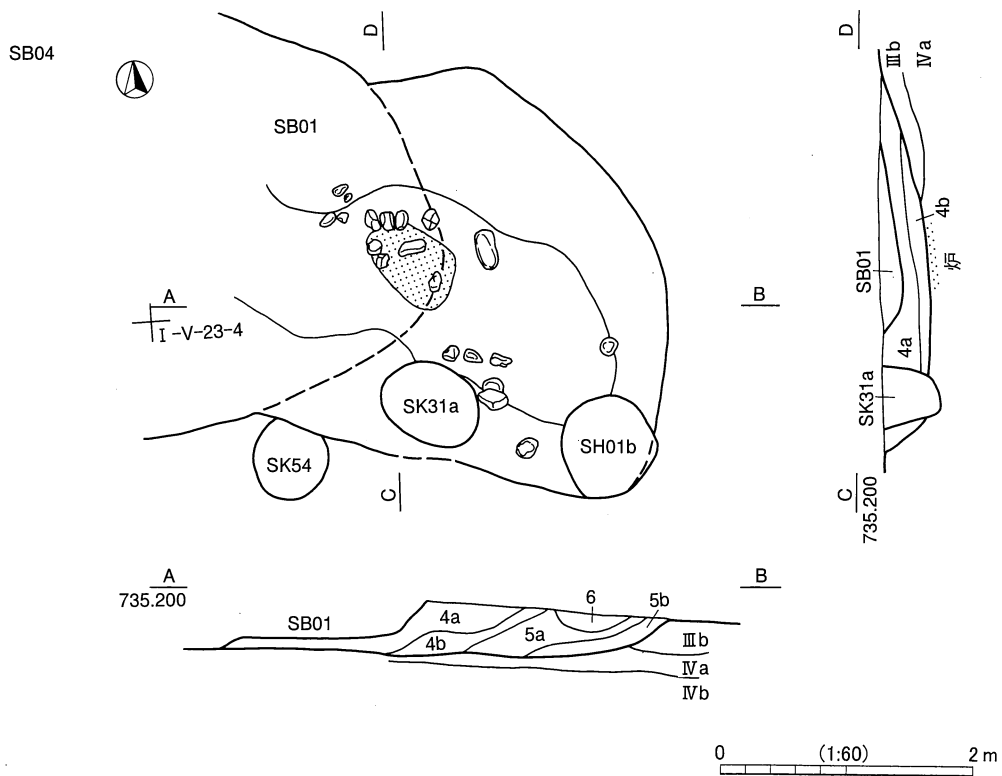 SB04
D
SB01
A
I-V-23-4
B
SK31a
SH01b
SK54
C
D
Ⅲb
Ⅳa
4b
炉
SB01
4a
SK31a
C
735.200
A
735.200
B
SB01
4a
4b
5a
6
5b
Ⅲb
Ⅳa
Ⅳb
0 (1:60) 2 m